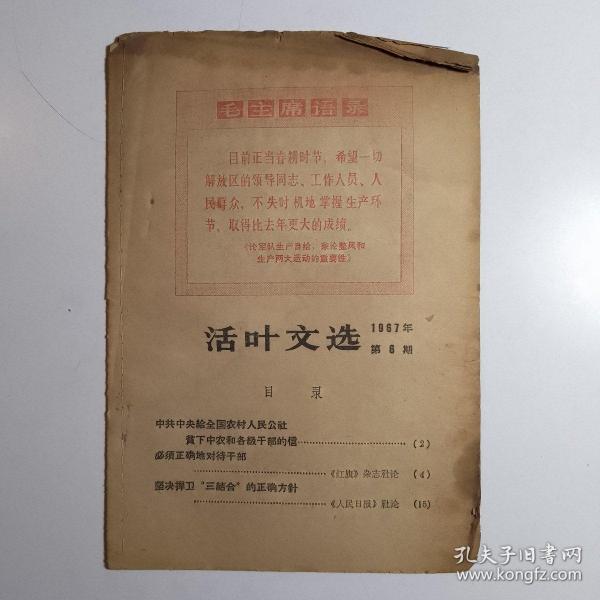 毛主席语录
目前正当春耕时节，希望一切
解放区的领导同志、工作人员、人
民群众，不失时机地掌握生产环
节，取得比去年更大的成绩。
《论军队生产自给，兼论整风和
生产两大运动的重要性》
活叶文选
1967年
第6期
目录
中共中央給全国农村人民公社
貧下中农和各級干部的信……………………(2)
必須正确地对待干部
……………………《红旗》杂志社论 (4)
坚决捍卫“三結合”的正确方針
……………………《人民日报》社论 (15)
孔夫子旧书网
www.kongfz.com